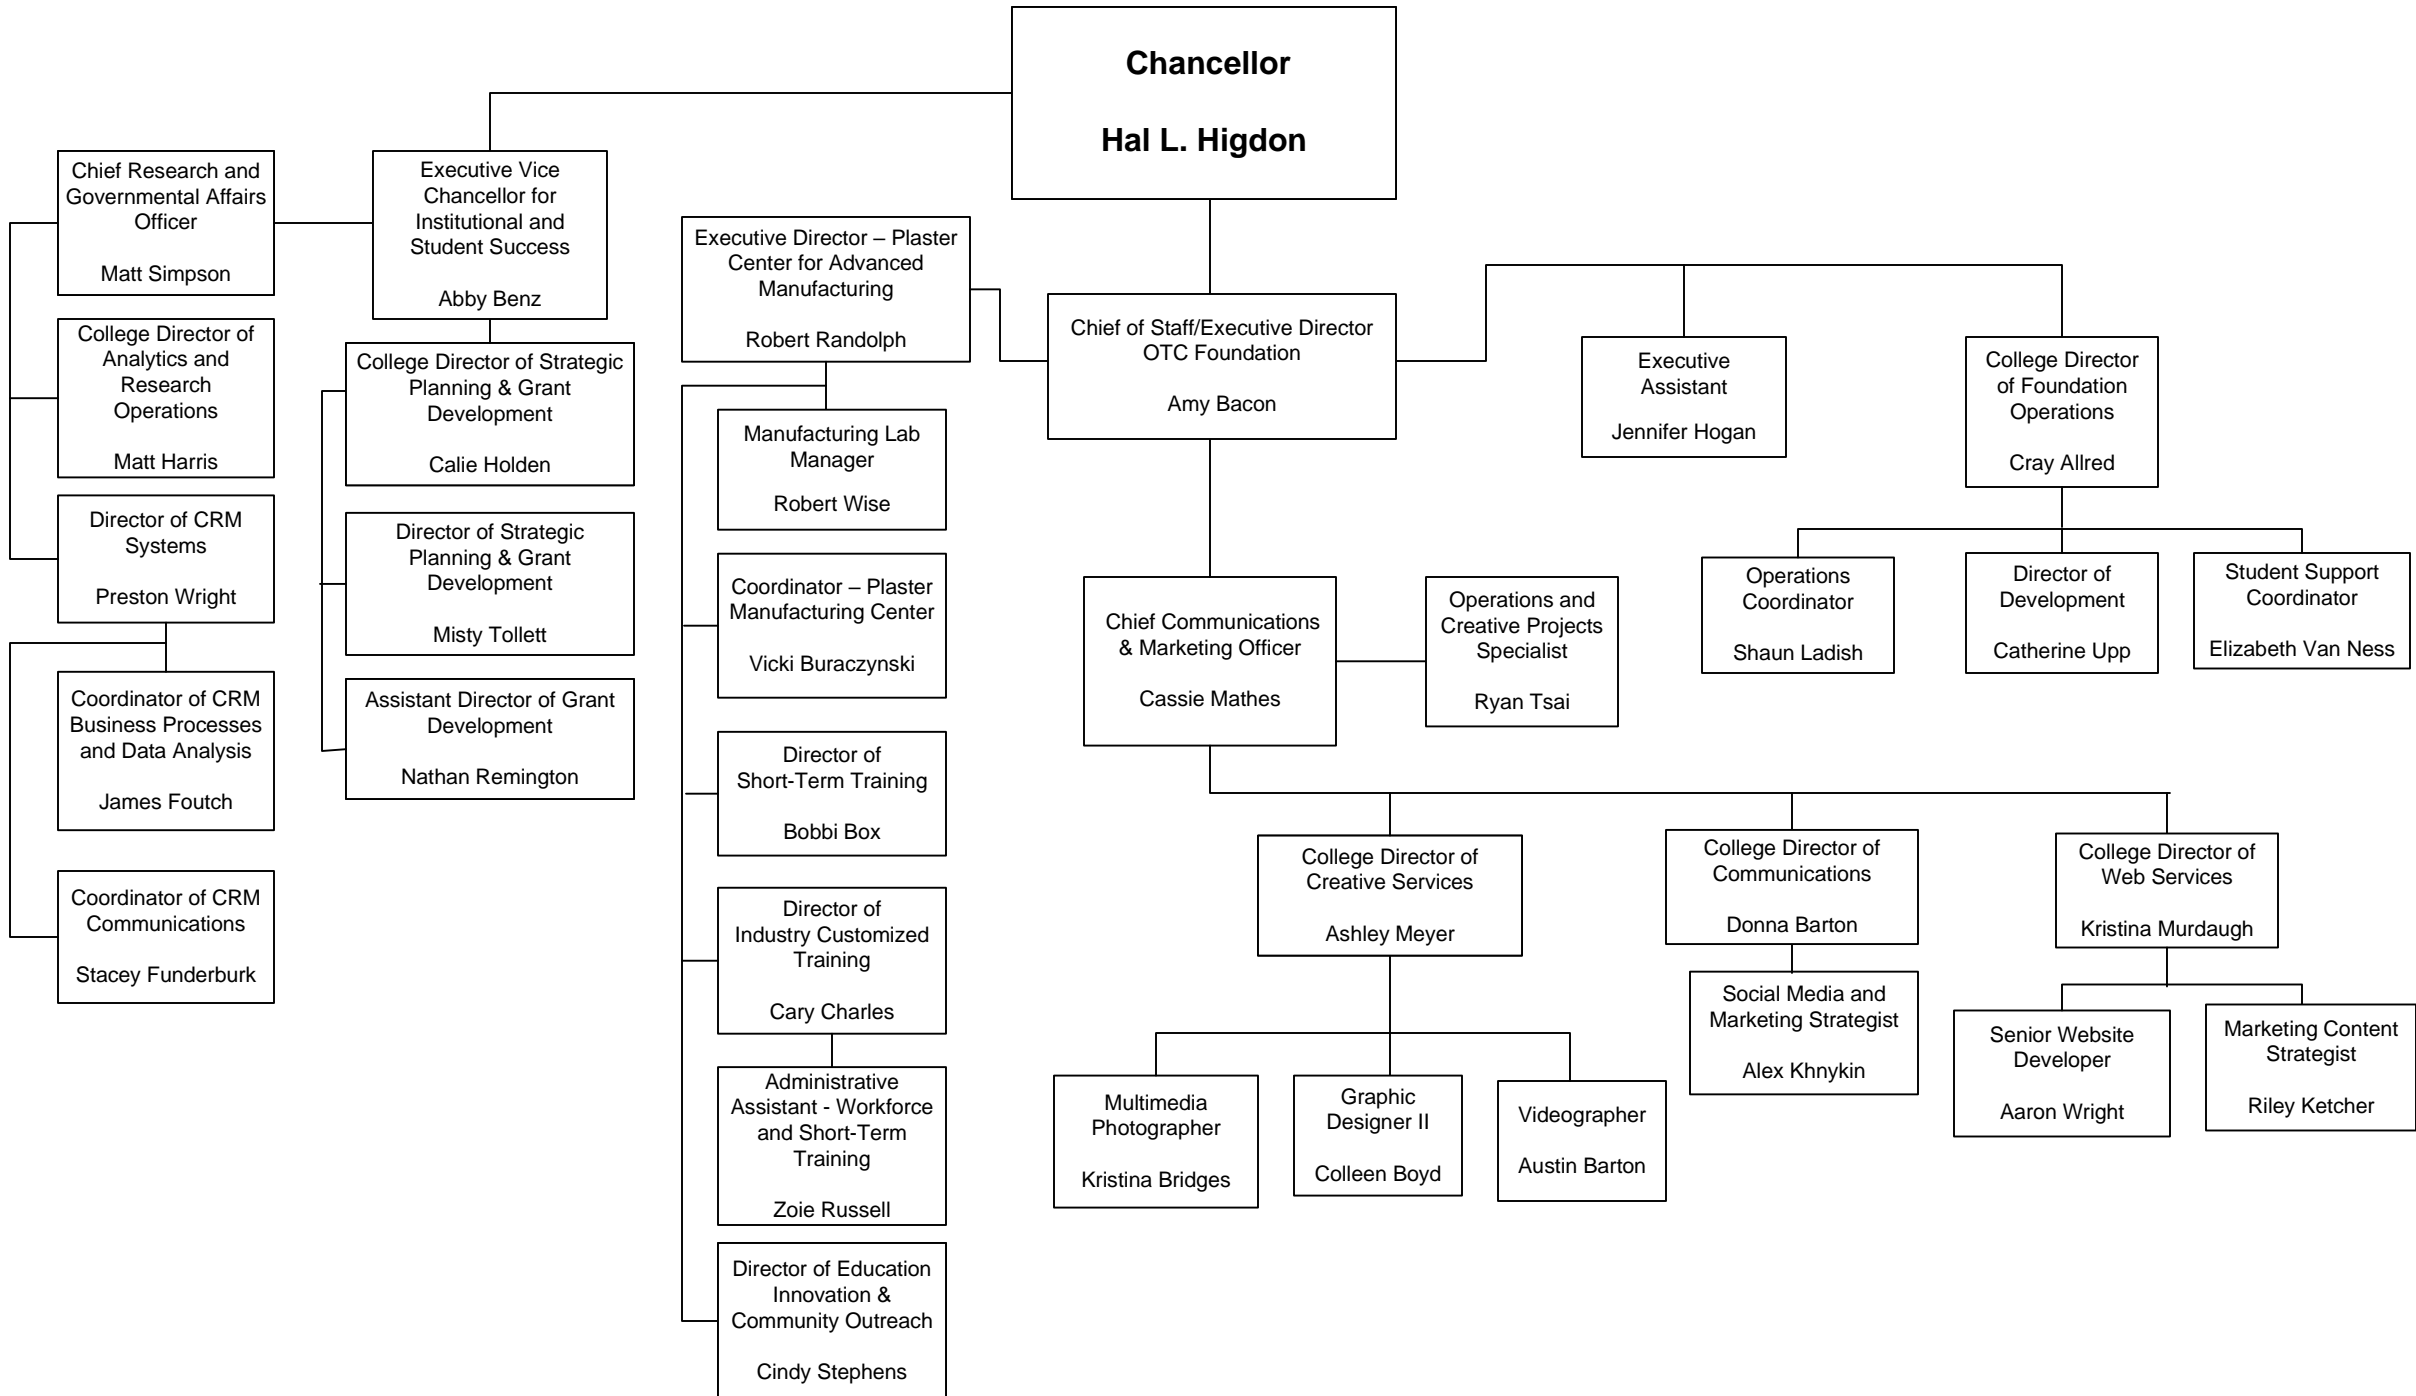 Chancellor
Hal L. Higdon
Chief Research and
Governmental Affairs
Officer
Matt Simpson
Executive Vice
Chancellor for
Institutional and
Student Success
Abby Benz
College Director of
Analytics and
Research
Operations
Matt Harris
Director of CRM
Systems
Preston Wright
Coordinator of CRM
Business Processes
and Data Analysis
James Foutch
Coordinator of CRM
Communications
Stacey Funderburk
College Director of Strategic
Planning & Grant
Development
Calie Holden
Director of Strategic
Planning & Grant
Development
Misty Tollett
Assistant Director of Grant
Development
Nathan Remington
Executive Director – Plaster
Center for Advanced
Manufacturing
Robert Randolph
Manufacturing Lab
Manager
Robert Wise
Coordinator – Plaster
Manufacturing Center
Vicki Buraczynski
Director of
Short-Term Training
Bobbi Box
Director of
Industry Customized
Training
Cary Charles
Administrative
Assistant - Workforce
and Short-Term
Training
Zoie Russell
Director of Education
Innovation &
Community Outreach
Cindy Stephens
Chief of Staff/Executive Director
OTC Foundation
Amy Bacon
Executive
Assistant
Jennifer Hogan
College Director
of Foundation
Operations
Cray Allred
Operations
Coordinator
Shaun Ladish
Director of
Development
Catherine Upp
Student Support
Coordinator
Elizabeth Van Ness
Chief Communications
& Marketing Officer
Cassie Mathes
Operations and
Creative Projects
Specialist
Ryan Tsai
College Director of
Creative Services
Ashley Meyer
College Director of
Communications
Donna Barton
College Director of
Web Services
Kristina Murdaugh
Multimedia
Photographer
Kristina Bridges
Graphic
Designer II
Colleen Boyd
Videographer
Austin Barton
Social Media and
Marketing Strategist
Alex Khnykin
Senior Website
Developer
Aaron Wright
Marketing Content
Strategist
Riley Ketcher